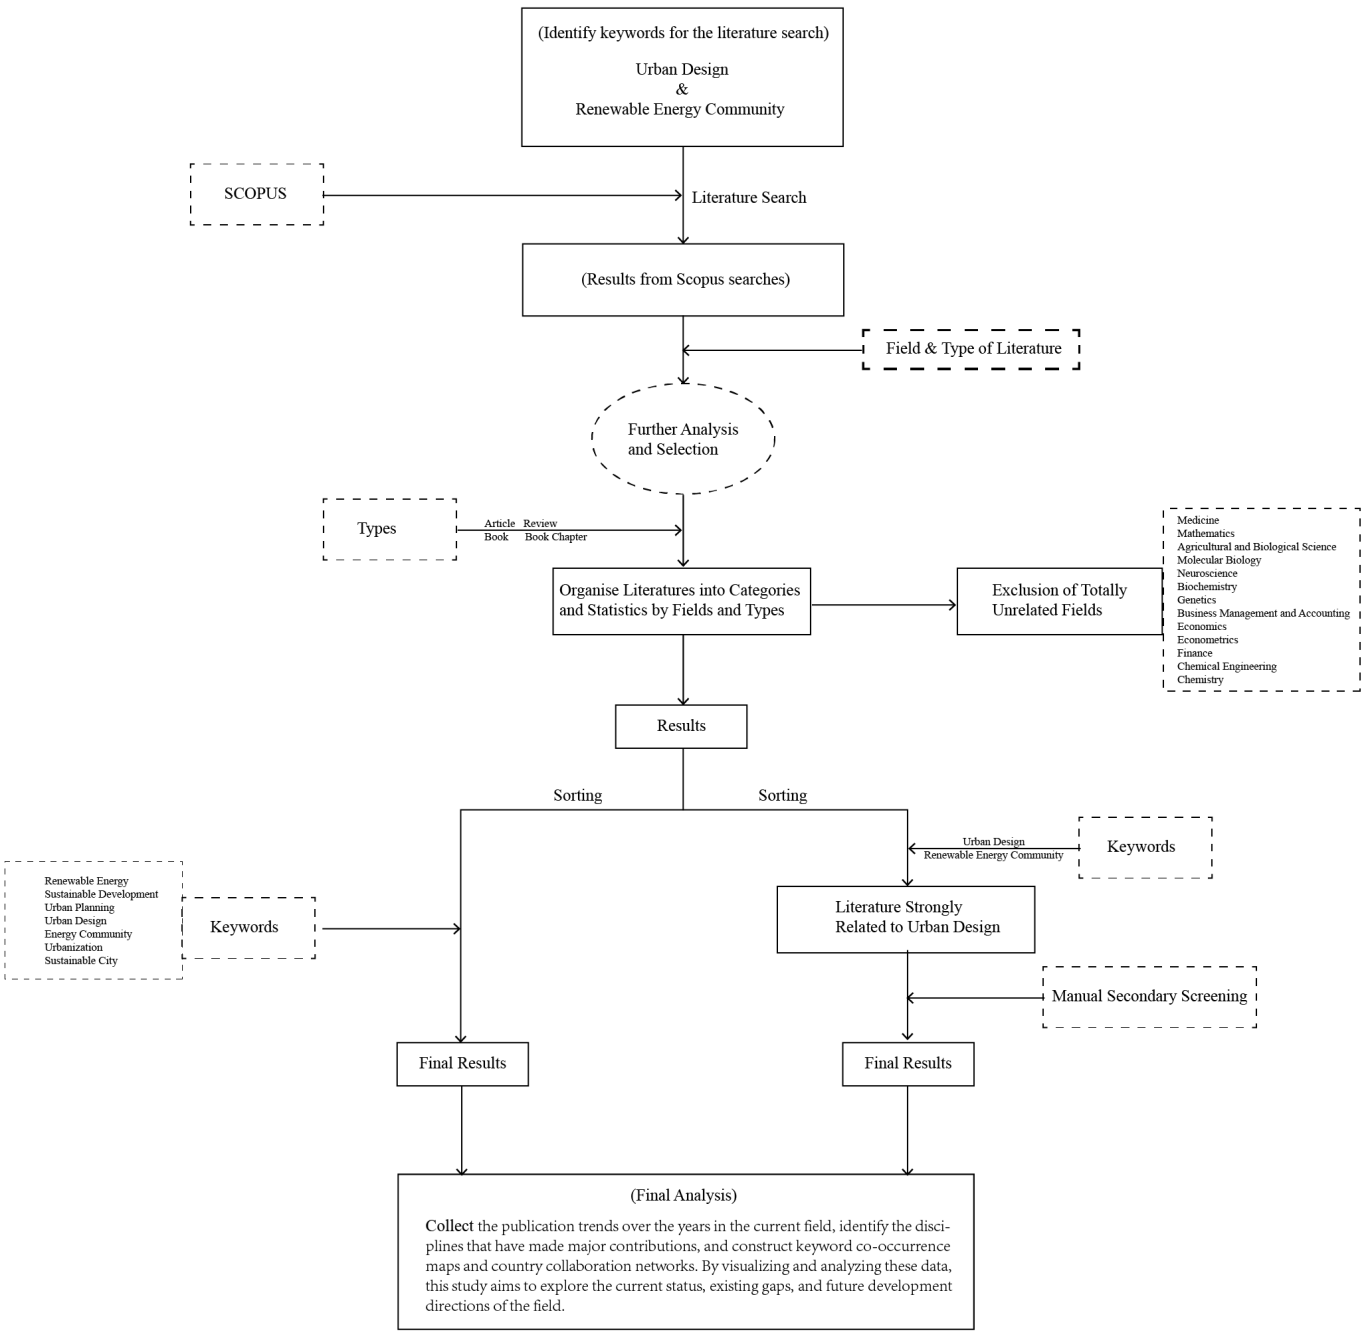 (Identify keywords for the literature search)
Urban Design
&
Renewable Energy Community
SCOPUS
Literature Search
(Results from Scopus searches)
Field & Type of Literature
Further Analysis
and Selection
Types
Article Review
Book Book Chapter
Organise Literatures into Categories
and Statistics by Fields and Types
Exclusion of Totally
Unrelated Fields
Medicine
Mathematics
Agricultural and Biological Science
Molecular Biology
Neuroscience
Biochemistry
Genetics
Business Management and Accounting
Economics
Econometrics
Finance
Chemical Engineering
Chemistry
Results
Sorting
Sorting
Urban Design
Renewable Energy Community
Keywords
Renewable Energy
Sustainable Development
Urban Planning
Urban Design
Energy Community
Urbanization
Sustainable City
Keywords
Literature Strongly
Related to Urban Design
Manual Secondary Screening
Final Results
Final Results
(Final Analysis)
Collect the publication trends over the years in the current field, identify the disci-
plines that have made major contributions, and construct keyword co-occurrence
maps and country collaboration networks. By visualizing and analyzing these data,
this study aims to explore the current status, existing gaps, and future development
directions of the field.